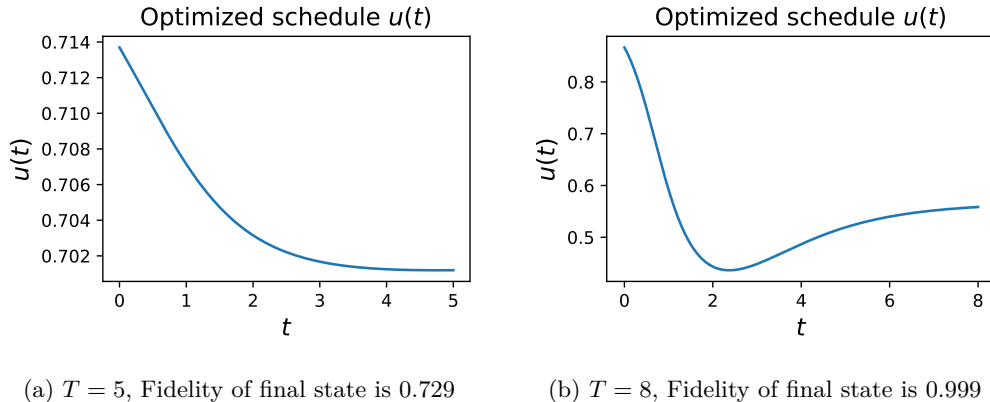 Optimized schedule u(t)
0.714
0.712
0.710
0.708
0.706
0.704
0.702
u(t)
0 1 2 3 4 5
t
(a) T = 5, Fidelity of final state is 0.729
Optimized schedule u(t)
0.8
0.7
0.6
0.5
u(t)
0 2 4 6 8
t
(b) T = 8, Fidelity of final state is 0.999